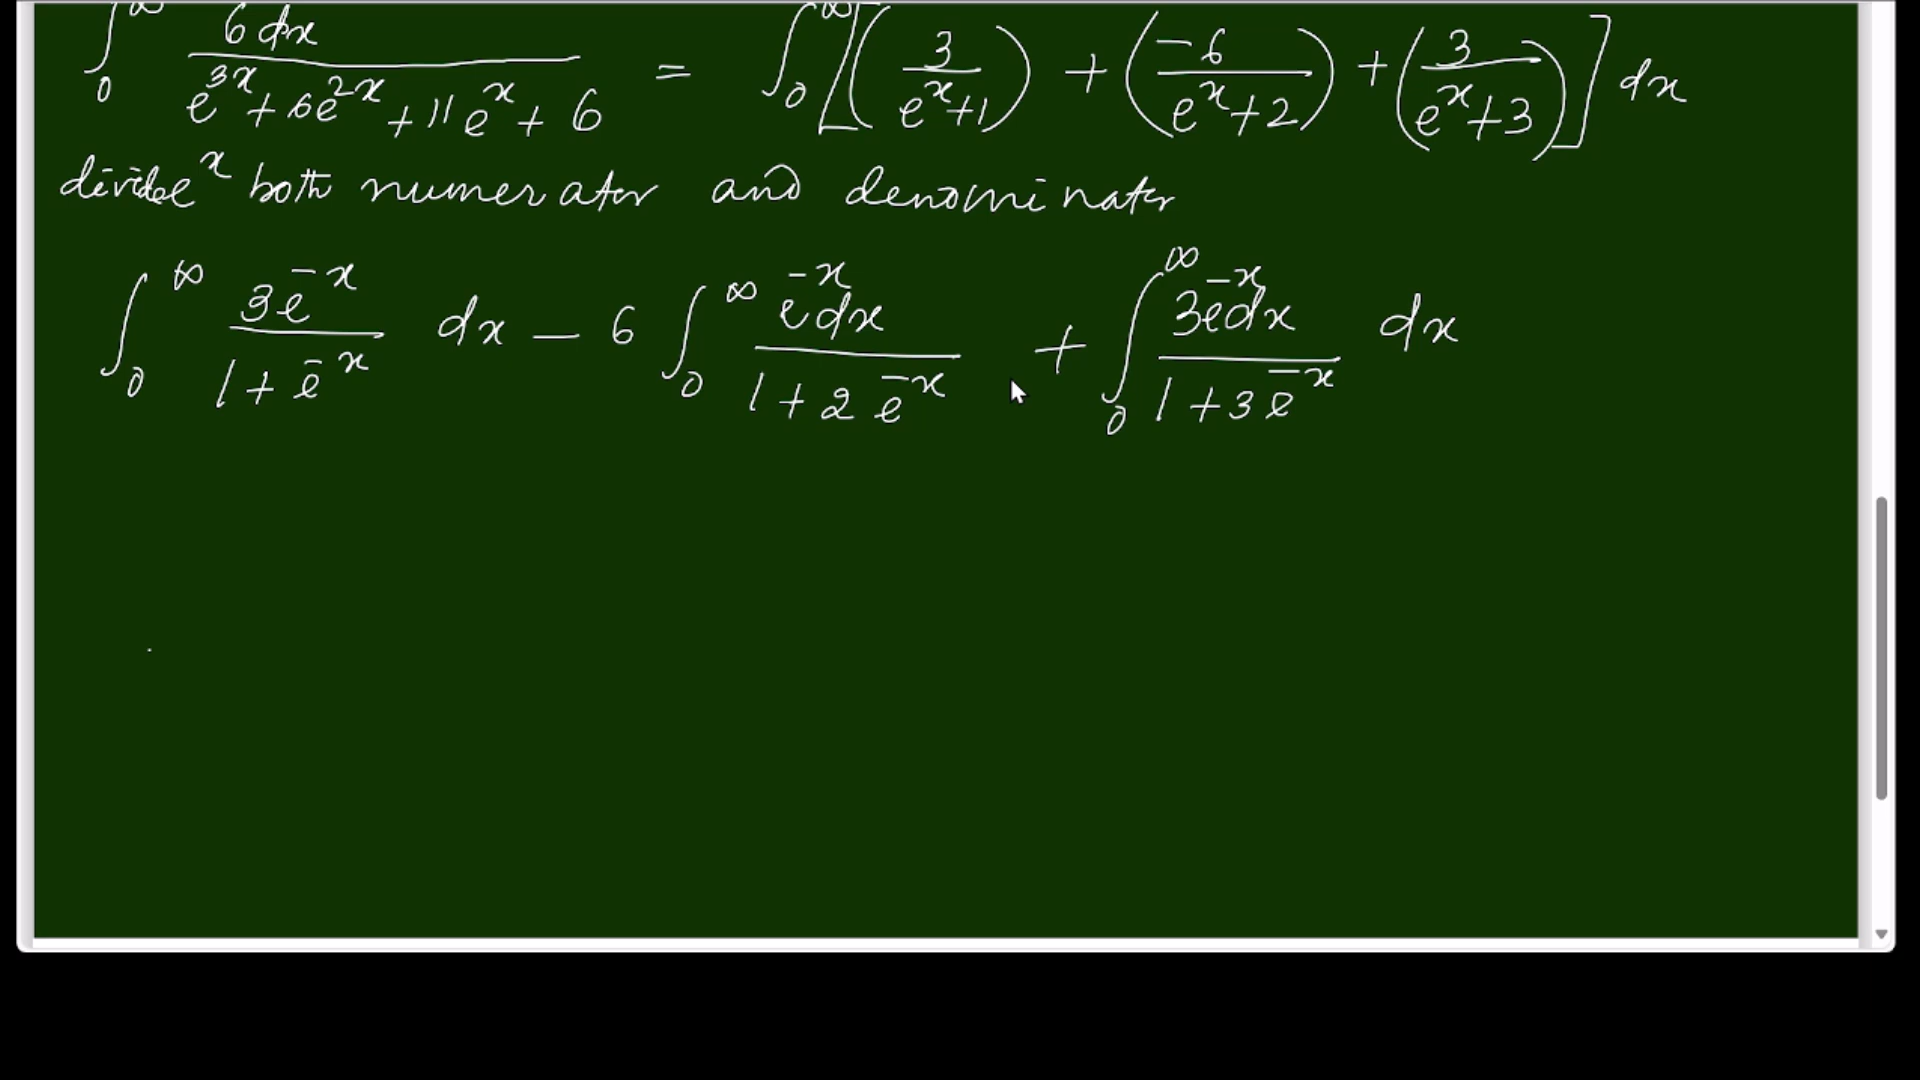 ∫₀^∞ 6dx / (e^{3x} + 6e^{2x} + 11e^x + 6) = ∫₀^∞ [(3/(e^x+1)) + (-6/(e^x+2)) + (3/(e^x+3))] dx
divide e^x both numerator and denominator
∫₀^∞ 3e^{-x}/(1+e^{-x}) dx - 6 ∫₀^∞ e^{-x}dx/(1+2e^{-x}) + ∫₀^∞ 3e^{-x}dx/(1+3e^{-x}) dx